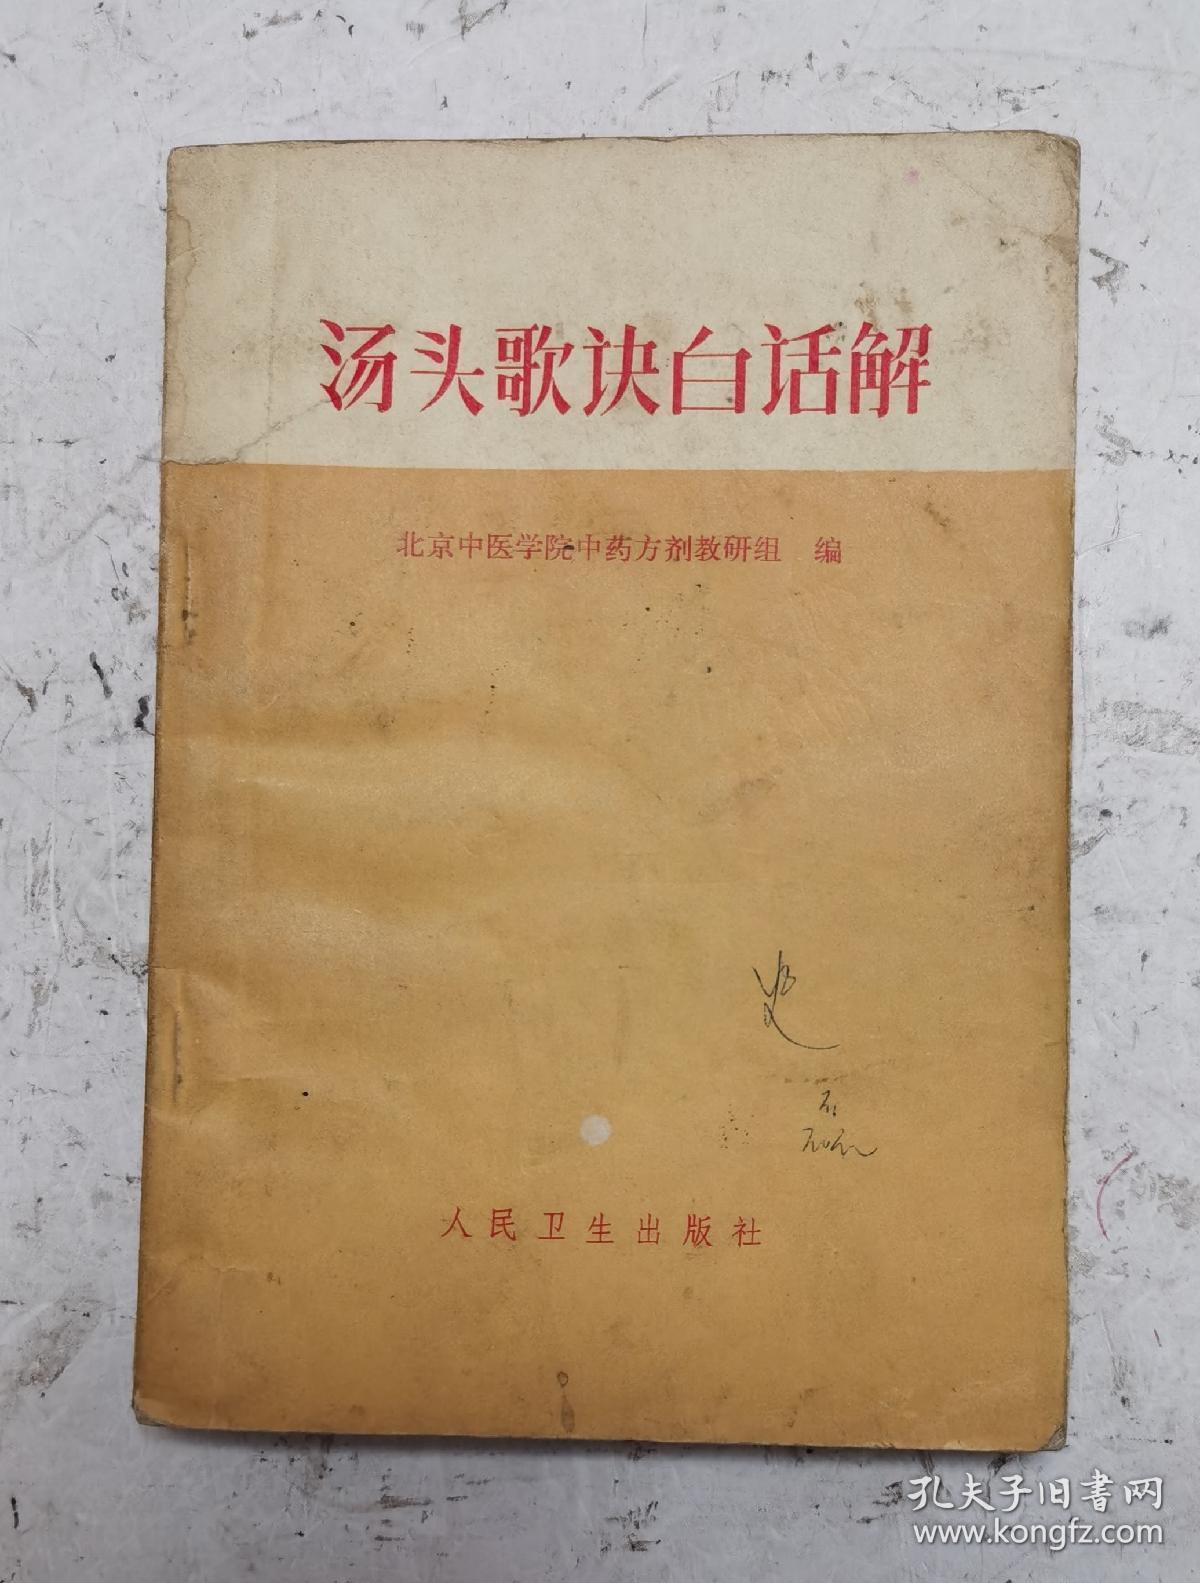 汤头歌诀白话解
北京中医学院中药方剂教研组 编
人民卫生出版社
孔夫子旧书网
www.kongfz.com